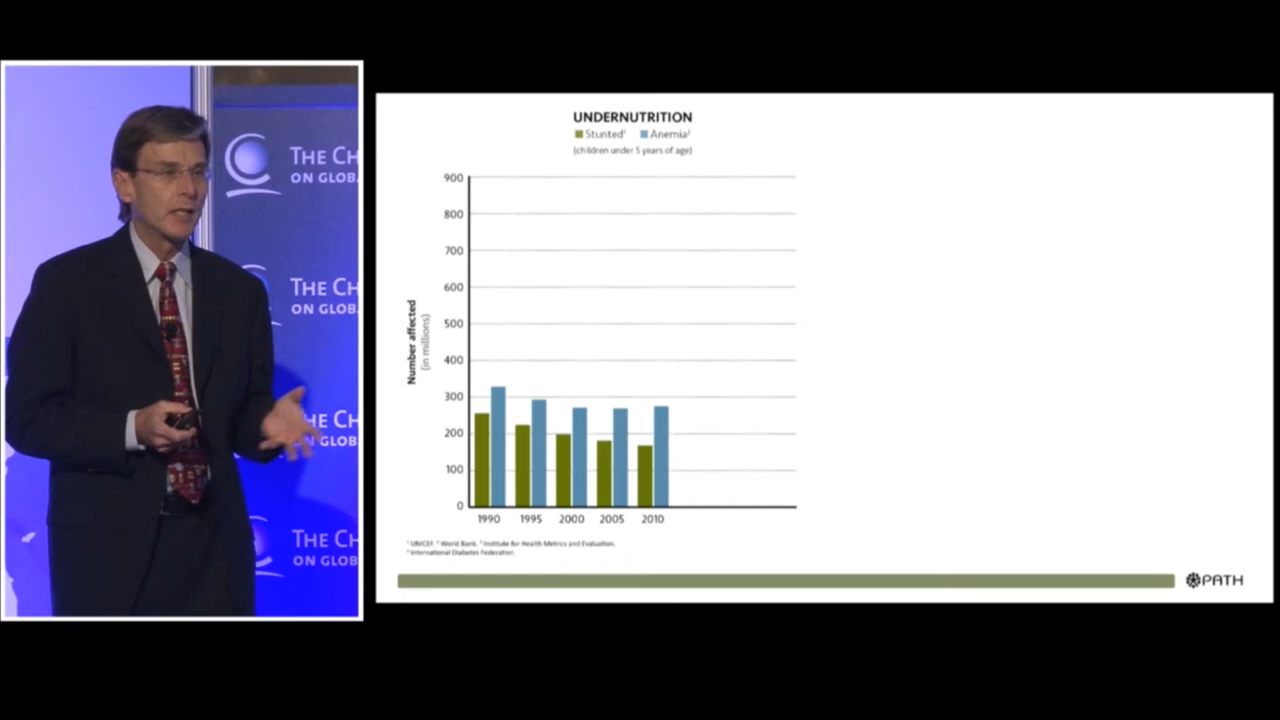 THE CH
ON GLOB
THE CH
ON GLOB
THE CH
ON GLOB
THE CH
ON GLOB
UNDERNUTRITION
Stunted¹ Anemia²
(children under 5 years of age)
Number affected
(in millions)
900
800
700
600
500
400
300
200
100
0
1990 1995 2000 2005 2010
¹ UNICEF. ² World Bank. ³ Institute for Health Metrics and Evaluation.
⁴ International Diabetes Federation.
PATH